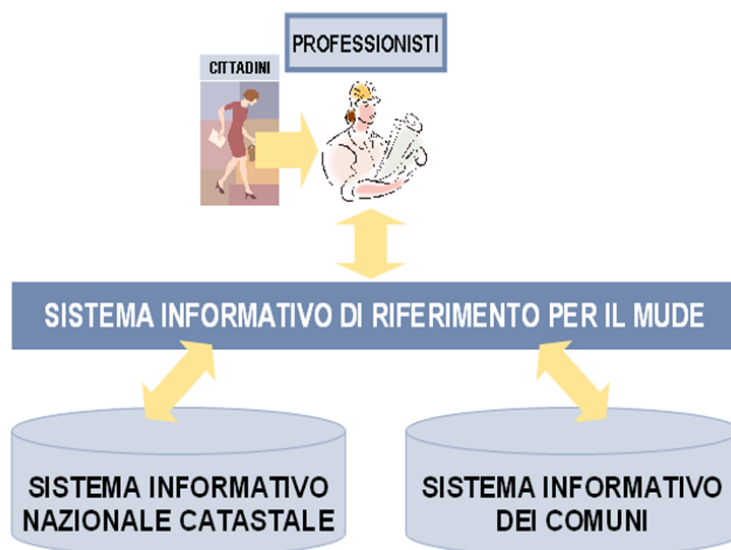 PROFESSIONISTI
CITTADINI
SISTEMA INFORMATIVO DI RIFERIMENTO PER IL MUDE
SISTEMA INFORMATIVO
NAZIONALE CATASTALE
SISTEMA INFORMATIVO
DEI COMUNI